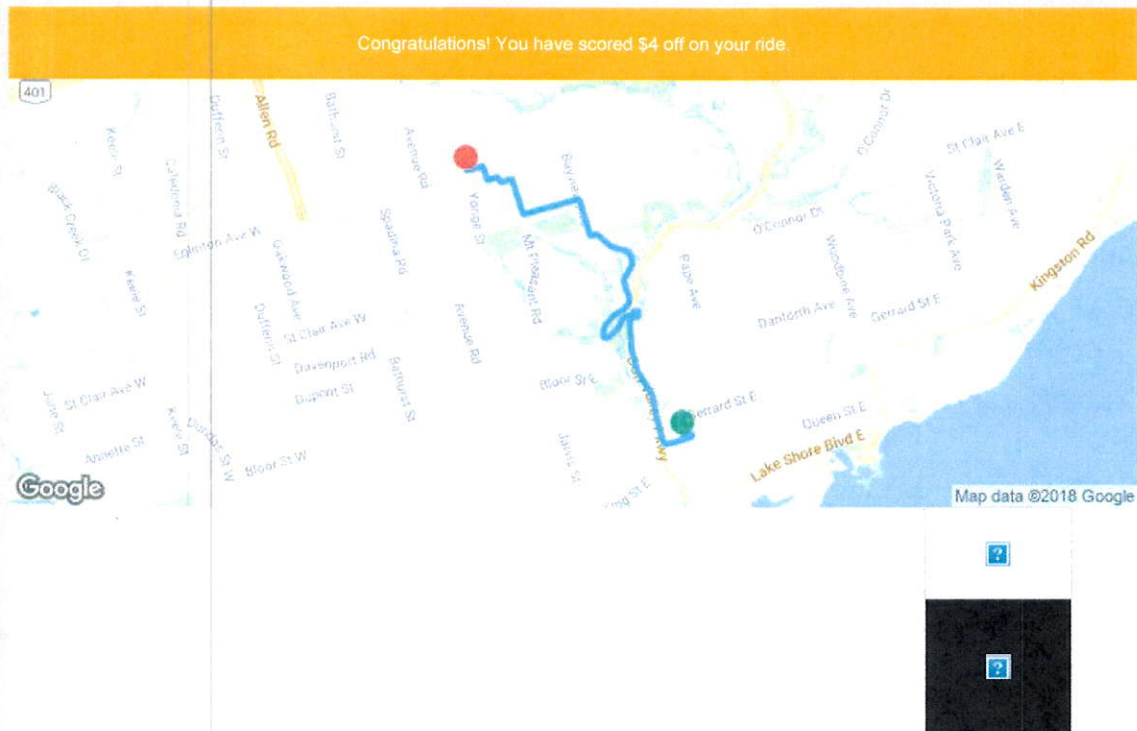 Congratulations! You have scored $4 off on your ride.
401
Keele St
Caledonia Rd
Dufferin St
Allen Rd
Bathurst St
Avenue Rd
Bayview
O'Connor Dr
St Clair Ave E
Warden Ave
Victoria Park Ave
Black Creek Dr
Eglinton Ave W
Spadina Rd
Yonge St
Mt Pleasant Rd
O'Connor Dr
Woodbine Ave
Kingston Rd
Keele St
Oakwood Ave
Pape Ave
Dufferin St
St Clair Ave W
Avenue Rd
Danforth Ave
Gerrard St E
Davenport Rd
Dupont St
Bathurst St
Bloor St E
Don Valley Pkwy
Jane St
St Clair Ave W
Gerrard St E
Queen St E
Annette St
Keele St
Dundas St W
Bloor St W
Jarvis St
Lake Shore Blvd E
King St E
Google
Map data ©2018 Google
?
?